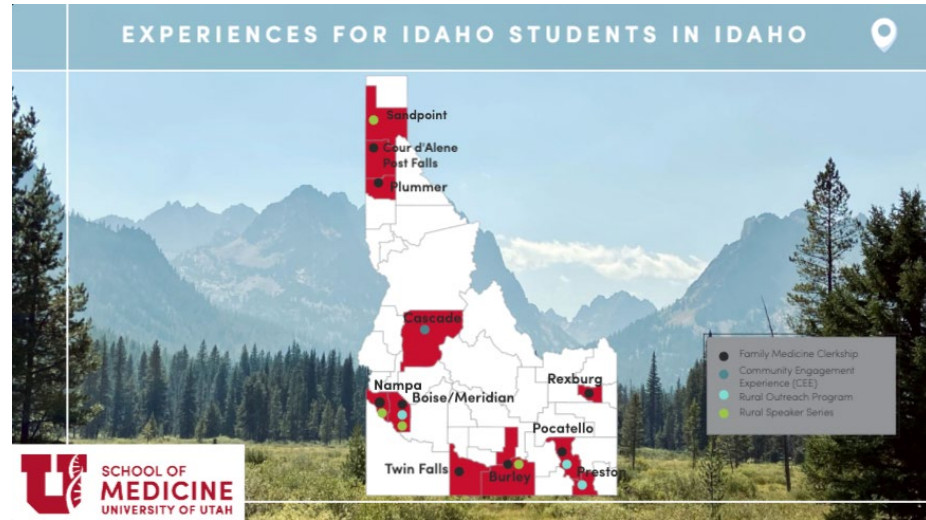 EXPERIENCES FOR IDAHO STUDENTS IN IDAHO
Sandpoint
Cour d'Alene
Post Falls
Plummer
Cascade
Nampa
Boise/Meridian
Rexburg
Pocatello
Twin Falls
Burley
Preston
Family Medicine Clerkship
Community Engagement
Experience (CEE)
Rural Outreach Program
Rural Speaker Series
U
SCHOOL OF
MEDICINE
UNIVERSITY OF UTAH